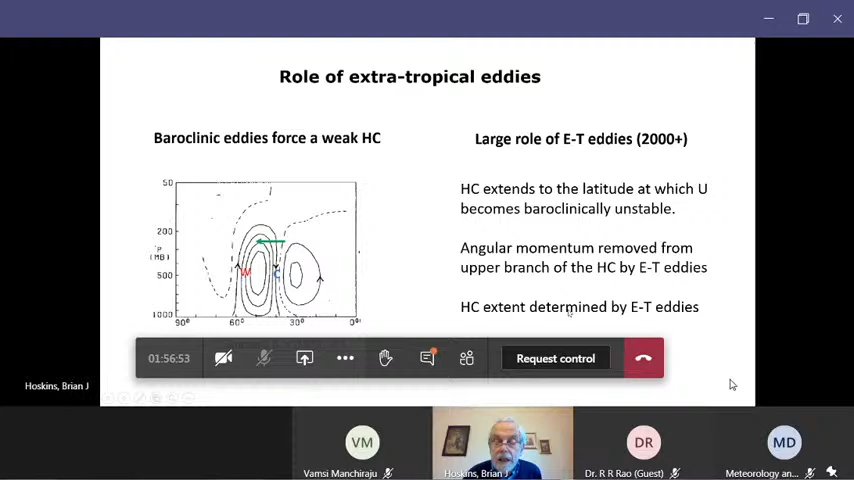 Role of extra-tropical eddies
Baroclinic eddies force a weak HC
50
200
P
(MB)
500
1000
90°
60°
30°
0°
W
C
Large role of E-T eddies (2000+)
HC extends to the latitude at which U
becomes baroclinically unstable.
Angular momentum removed from
upper branch of the HC by E-T eddies
HC extent determined by E-T eddies
01:56:53
Request control
Hoskins, Brian J
VM
Vamsi Manchiraju
Hoskins, Brian J
DR
Dr. R R Rao (Guest)
MD
Meteorology an...